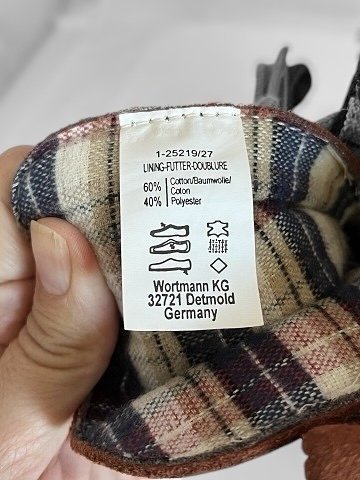 1-25219/27
LINING-FUTTER-DOUBLURE
60% Cotton/Baumwolle/
Coton
40% Polyester
Wortmann KG
32721 Detmold
Germany